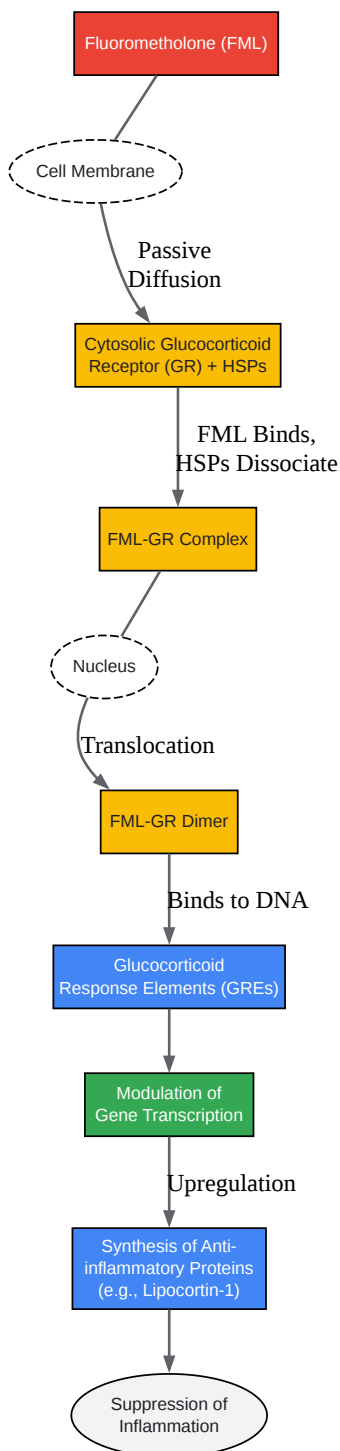 Fluorometholone (FML)
Cell Membrane
Passive
Diffusion
Cytosolic Glucocorticoid
Receptor (GR) + HSPs
FML Binds,
HSPs Dissociate
FML-GR Complex
Nucleus
Translocation
FML-GR Dimer
Binds to DNA
Glucocorticoid
Response Elements (GREs)
Modulation of
Gene Transcription
Upregulation
Synthesis of Anti-
inflammatory Proteins
(e.g., Lipocortin-1)
Suppression of
Inflammation